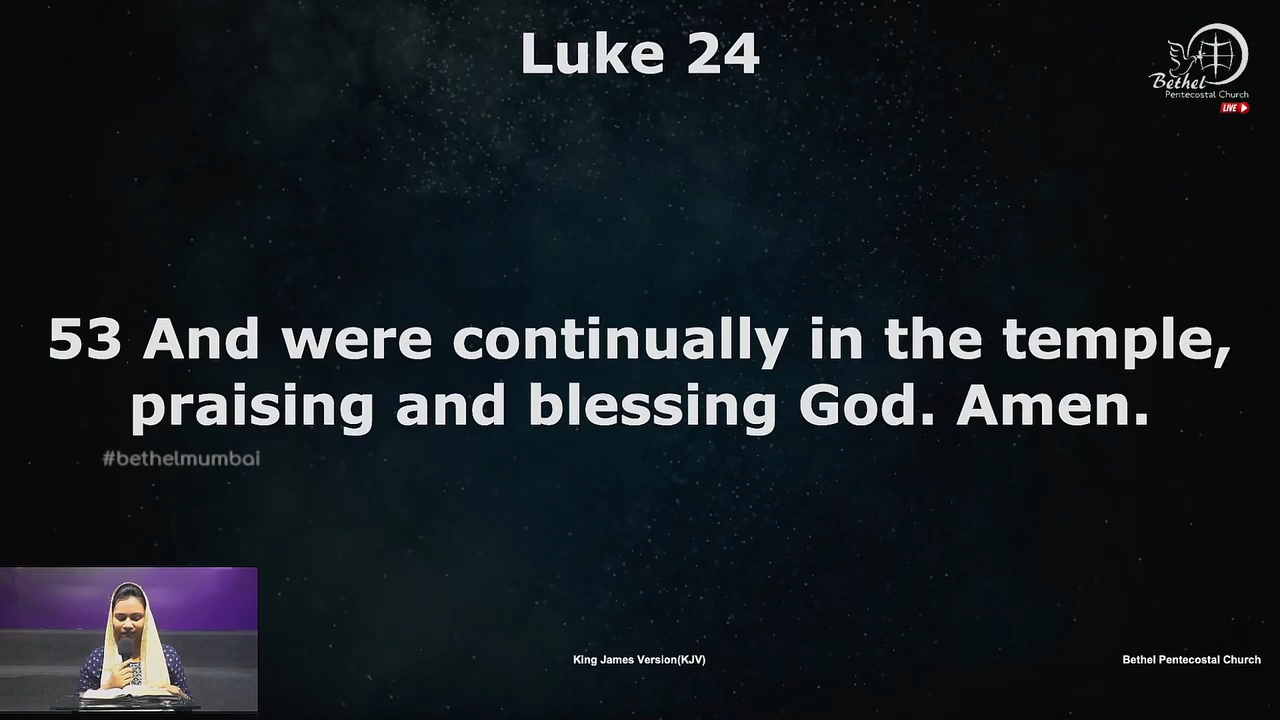 Luke 24
Bethel
Pentecostal Church
LIVE
53 And were continually in the temple,
praising and blessing God. Amen.
#bethelmumbai
King James Version(KJV)
Bethel Pentecostal Church